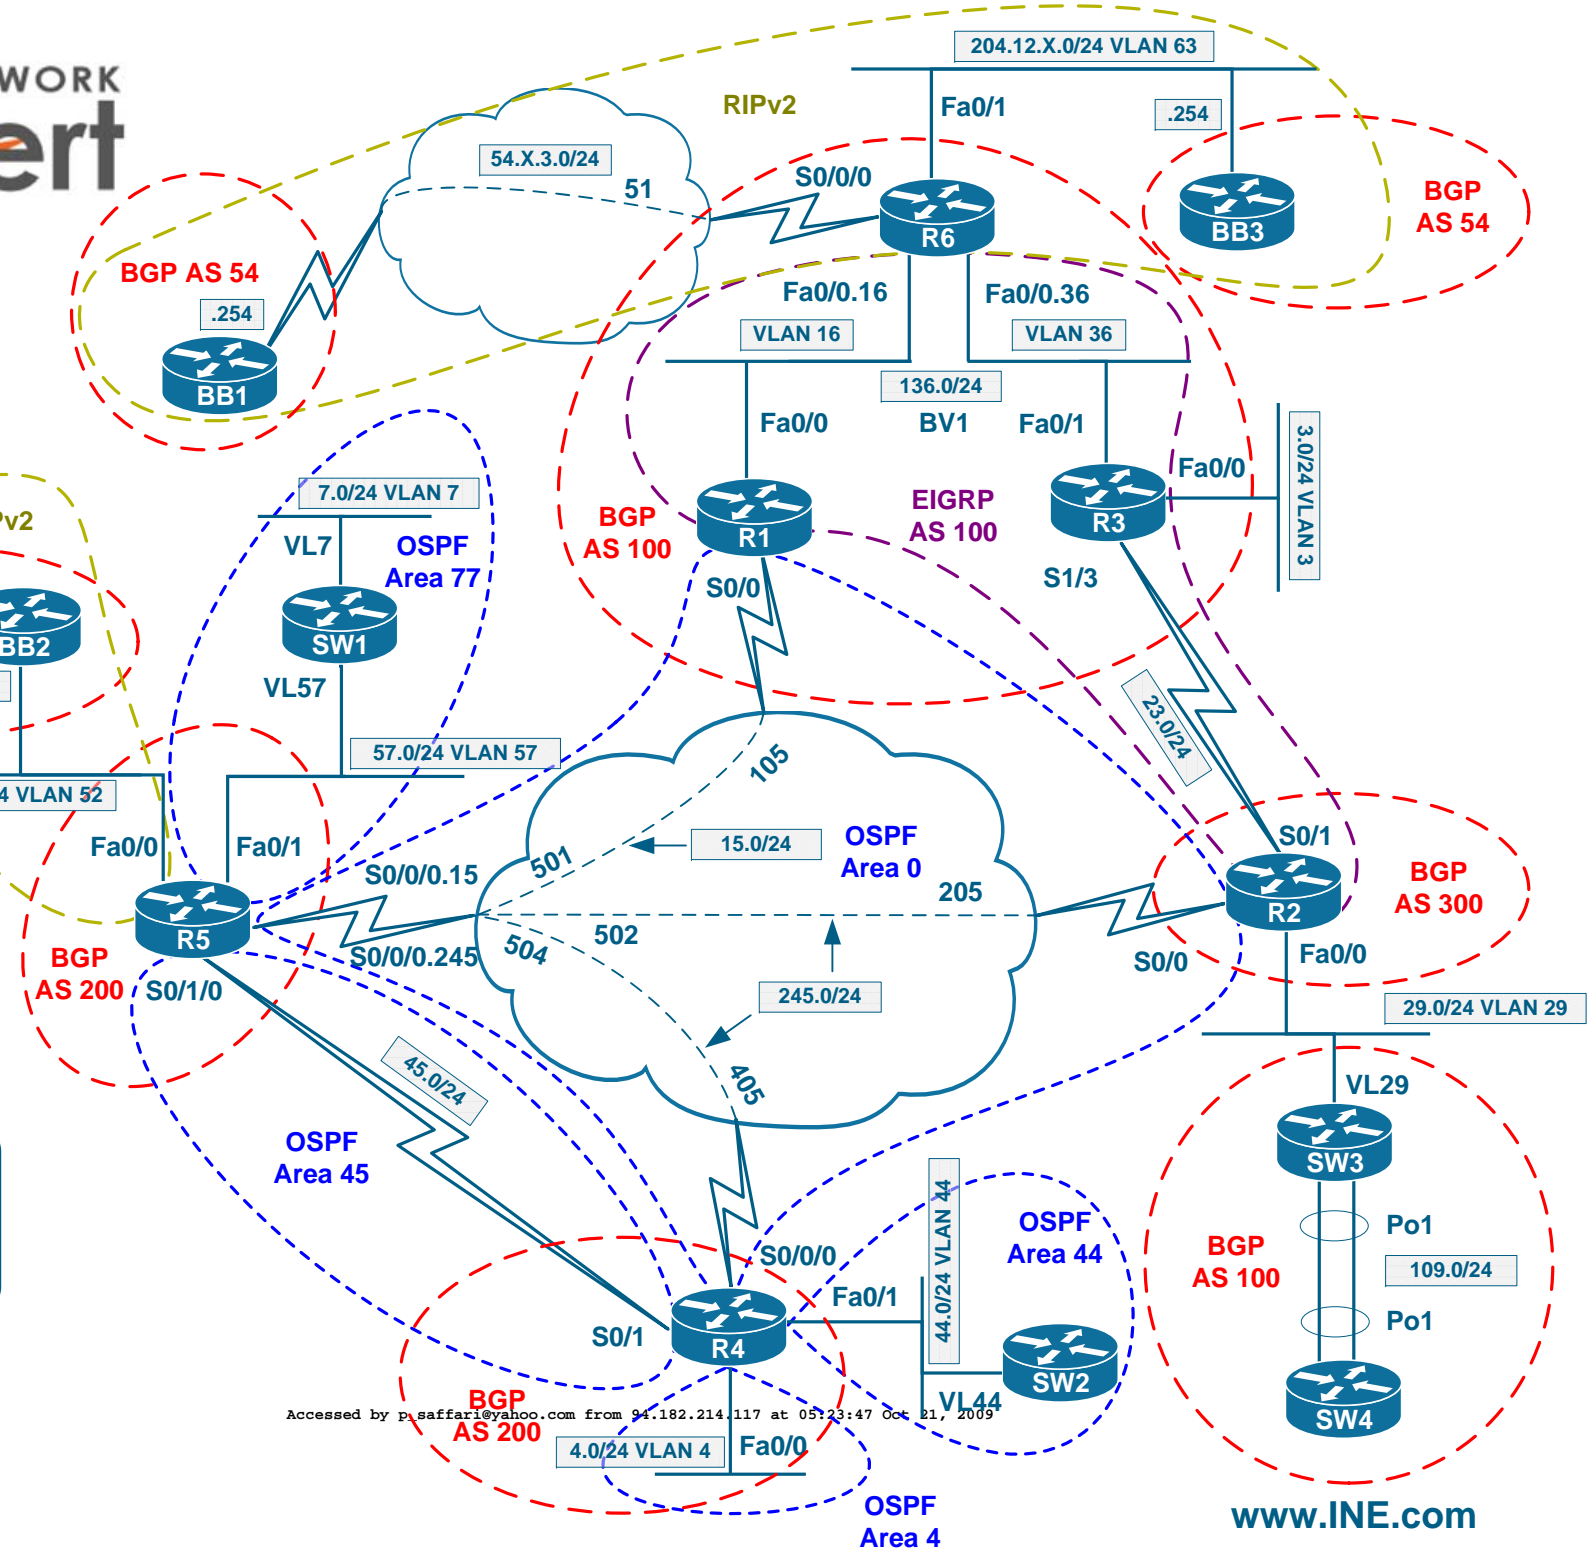 WORK
ert
204.12.X.0/24 VLAN 63
RIPv2
Fa0/1
.254
54.X.3.0/24
51
S0/0/0
R6
BB3
BGP
AS 54
BGP AS 54
.254
BB1
Fa0/0.16
Fa0/0.36
VLAN 16
VLAN 36
136.0/24
BV1
Fa0/0
Fa0/1
Fa0/0
3.0/24 VLAN 3
7.0/24 VLAN 7
VL7
OSPF
Area 77
BGP
AS 100
R1
EIGRP
AS 100
R3
v2
S0/0
S1/3
BB2
SW1
VL57
57.0/24 VLAN 57
23.0/24
105
4 VLAN 52
Fa0/0
Fa0/1
S0/0/0.15
501
15.0/24
OSPF
Area 0
205
S0/1
BGP
AS 300
R2
R5
502
504
S0/0/0.245
S0/0
Fa0/0
BGP
AS 200
S0/1/0
245.0/24
29.0/24 VLAN 29
45.0/24
405
VL29
OSPF
Area 45
SW3
44.0/24 VLAN 44
OSPF
Area 44
Po1
BGP
AS 100
109.0/24
S0/0/0
Fa0/1
Po1
S0/1
R4
SW2
VL44
SW4
BGP
AS 200
Accessed by p_saffari@yahoo.com from 94.182.214.117 at 05:23:47 Oct 21, 2009
4.0/24 VLAN 4
Fa0/0
OSPF
Area 4
www.INE.com